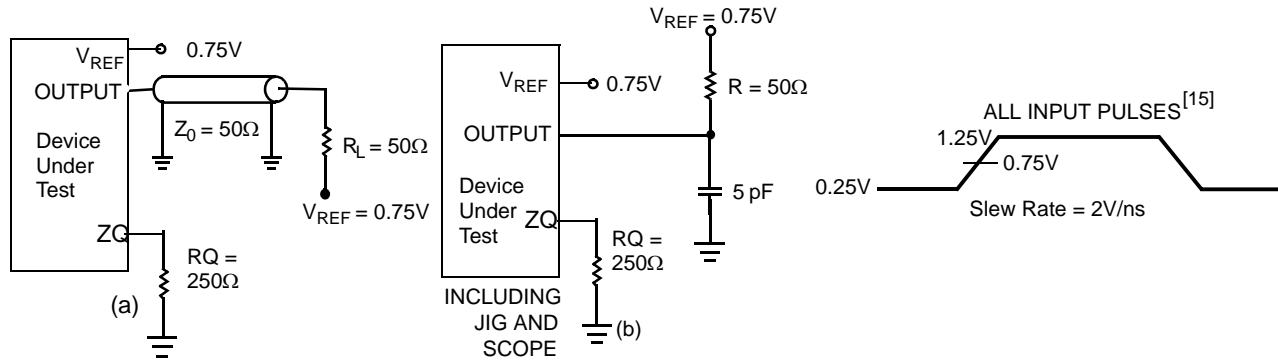 V_REF
0.75V
OUTPUT
Z_0 = 50Ω
Device
Under
Test
R_L = 50Ω
V_REF = 0.75V
ZQ
RQ =
250Ω
(a)
V_REF = 0.75V
V_REF
0.75V
R = 50Ω
OUTPUT
5 pF
Device
Under
Test
ZQ
RQ =
250Ω
INCLUDING
JIG AND
SCOPE
(b)
ALL INPUT PULSES[15]
1.25V
0.75V
0.25V
Slew Rate = 2V/ns